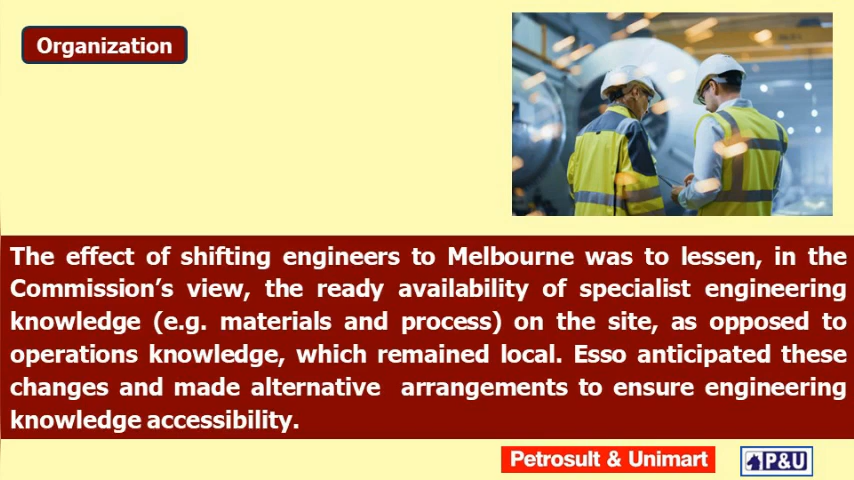 Organization
The effect of shifting engineers to Melbourne was to lessen, in the
Commission’s view, the ready availability of specialist engineering
knowledge (e.g. materials and process) on the site, as opposed to
operations knowledge, which remained local. Esso anticipated these
changes and made alternative arrangements to ensure engineering
knowledge accessibility.
Petrosult & Unimart
P&U